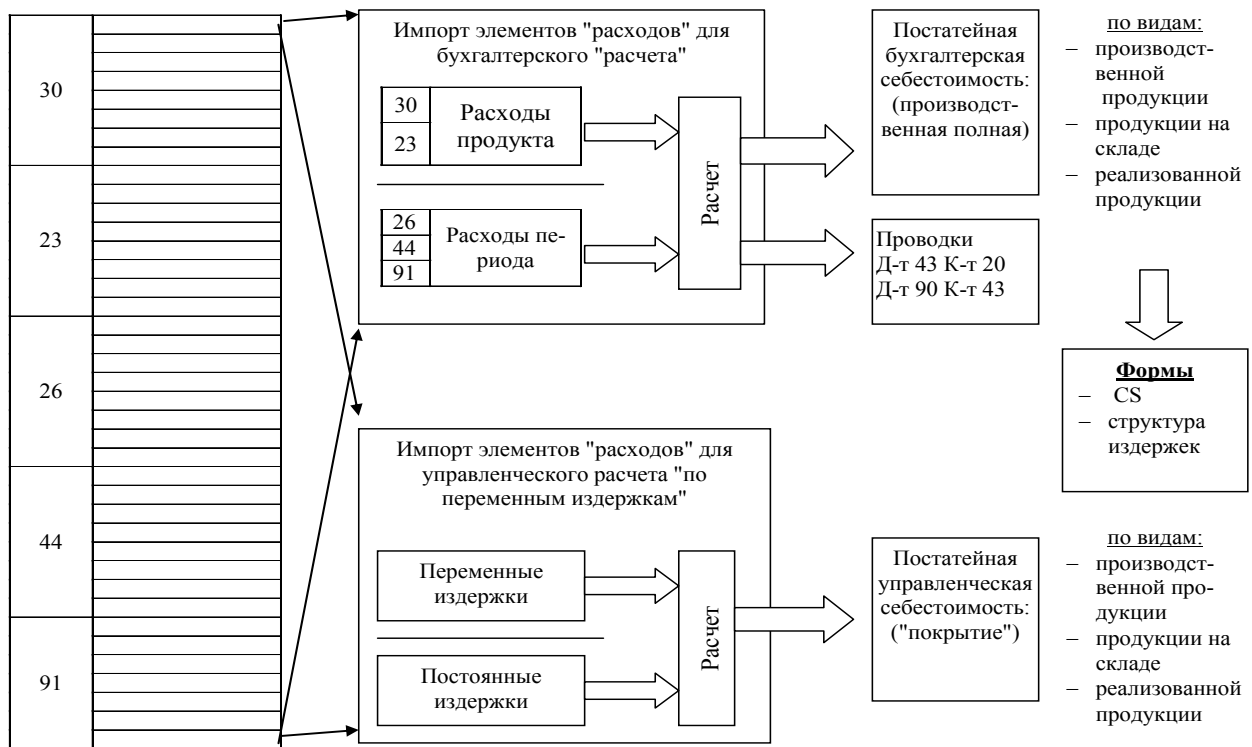 30
23
26
44
91
Импорт элементов "расходов" для
бухгалтерского "расчета"
30
23
Расходы
продукта
26
44
91
Расходы пе-
риода
Расчет
Постатейная
бухгалтерская
себестоимость:
(производст-
венная полная)
Проводки
Д-т 43 К-т 20
Д-т 90 К-т 43
по видам:
– производст-
венной
продукции
– продукции на
складе
– реализованной
продукции
Формы
– CS
– структура
издержек
Импорт элементов "расходов" для
управленческого расчета "по
переменным издержкам"
Переменные
издержки
Постоянные
издержки
Расчет
Постатейная
управленческая
себестоимость:
("покрытие")
по видам:
– производст-
венной про-
дукции
– продукции на
складе
– реализованной
продукции